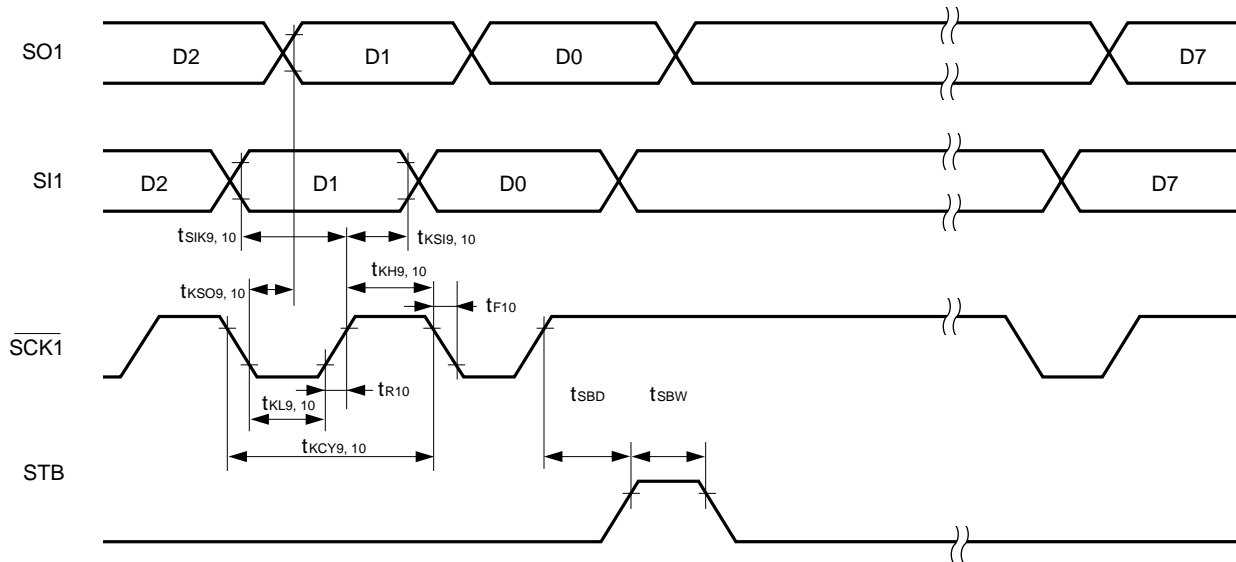 SO1
D2
D1
D0
D7
SI1
D2
D1
D0
D7
tSIK9, 10
tKSI9, 10
tKH9, 10
tKSO9, 10
tF10
SCK1
tR10
tKL9, 10
tSBD
tSBW
tKCY9, 10
STB